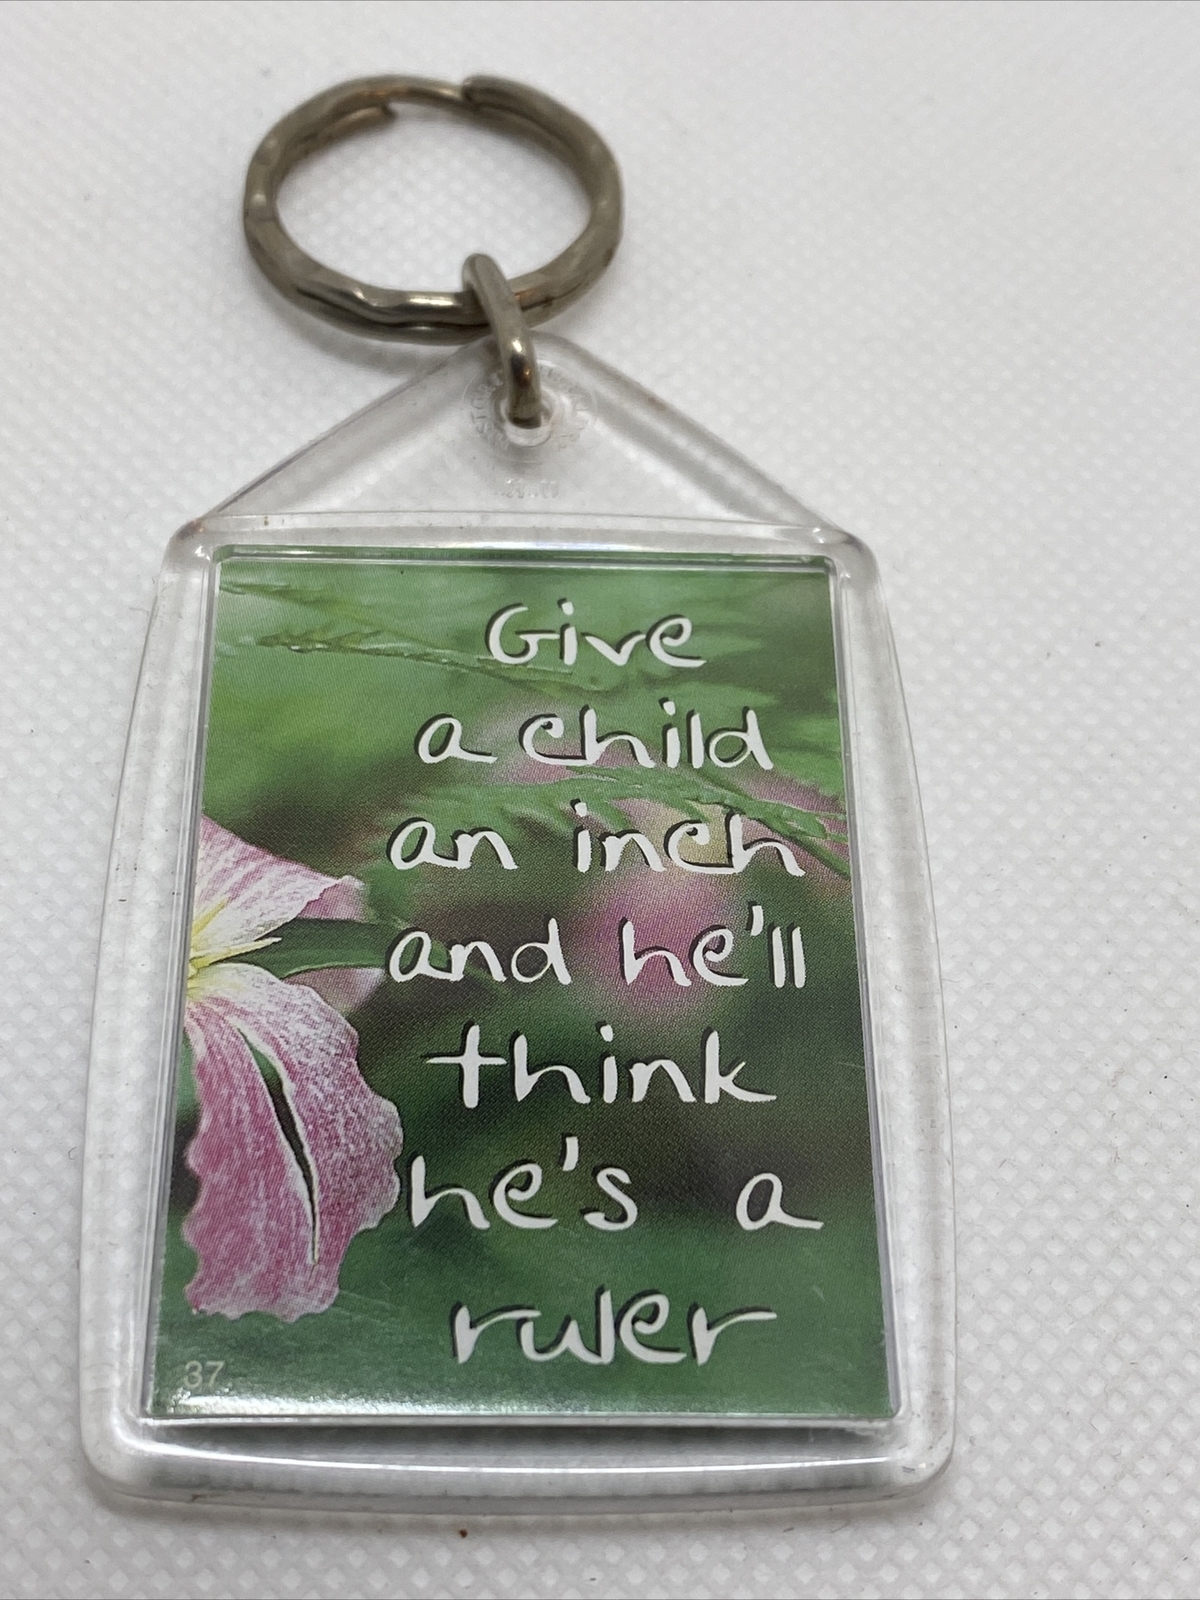 Give
a child
an inch
and he'll
think
he's a
ruler
37